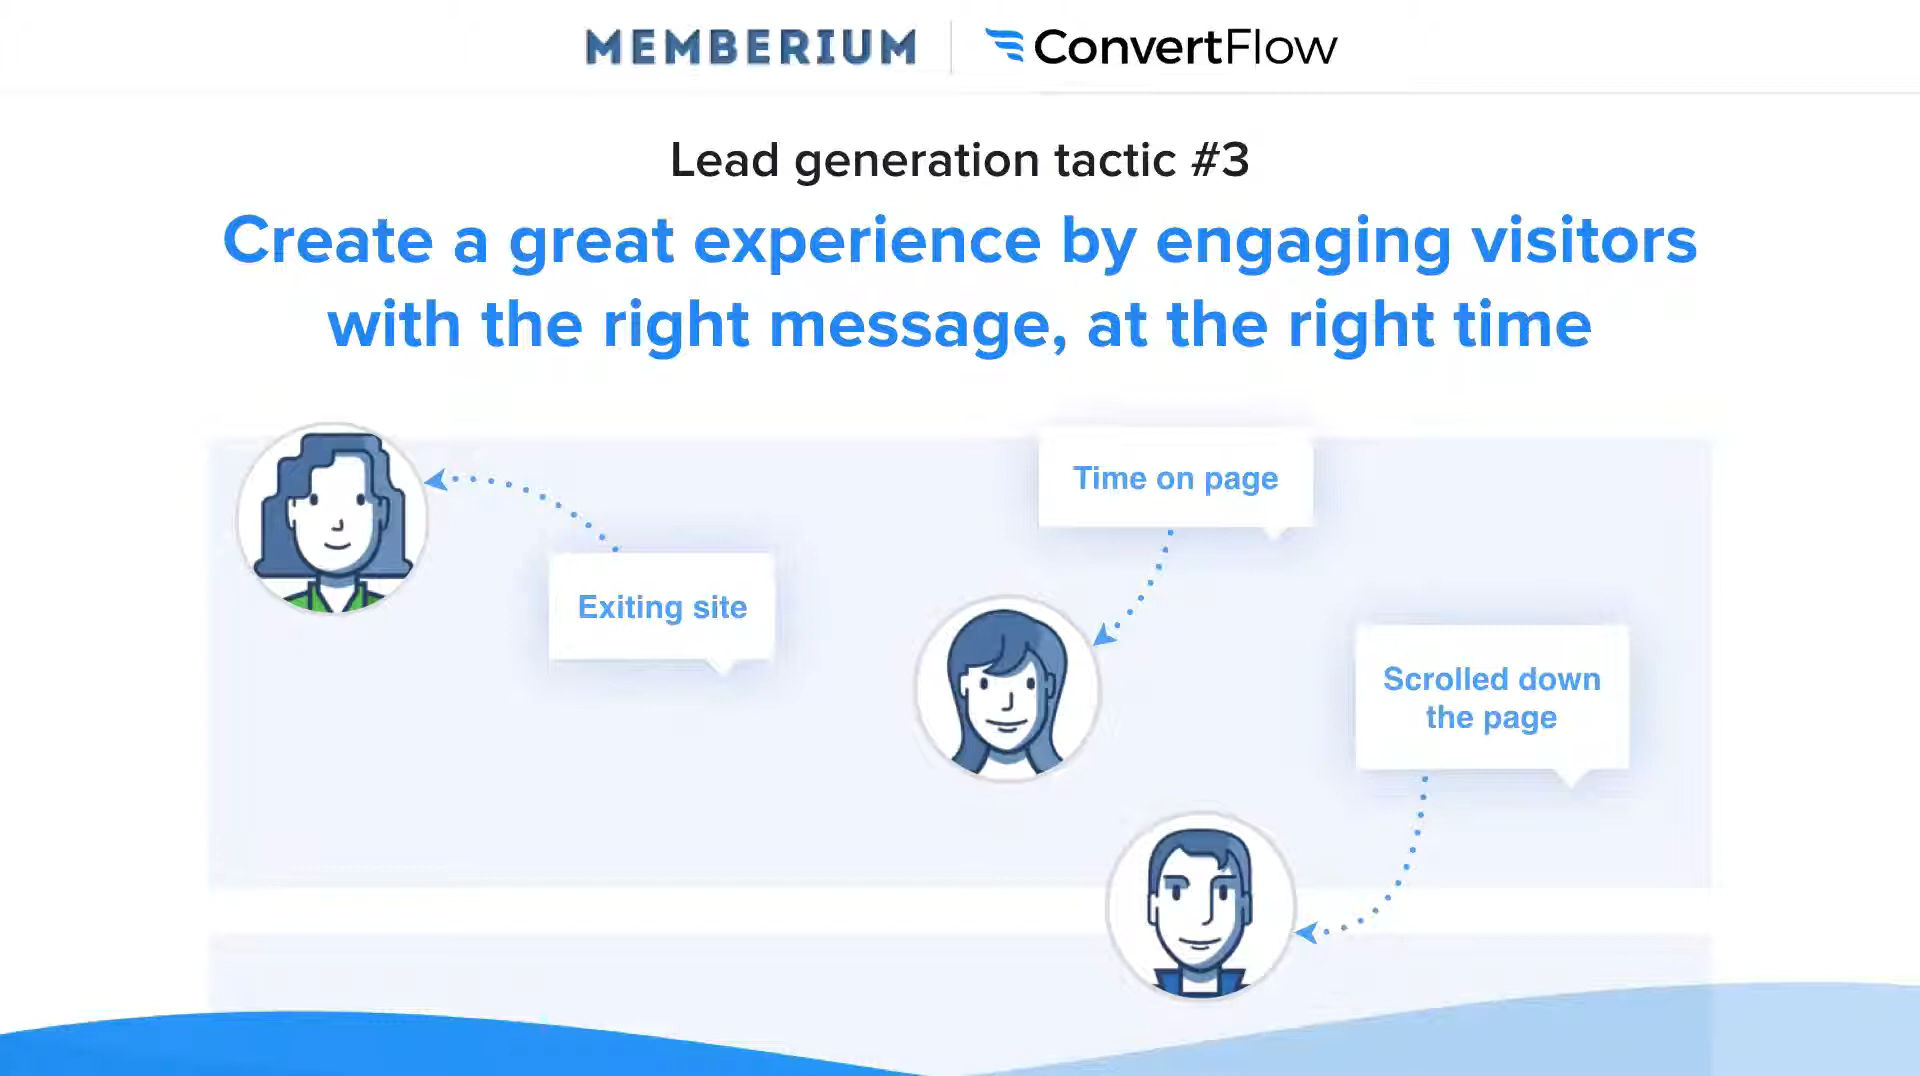 MEMBERIUM
ConvertFlow
Lead generation tactic #3
Create a great experience by engaging visitors
with the right message, at the right time
Time on page
Exiting site
Scrolled down
the page